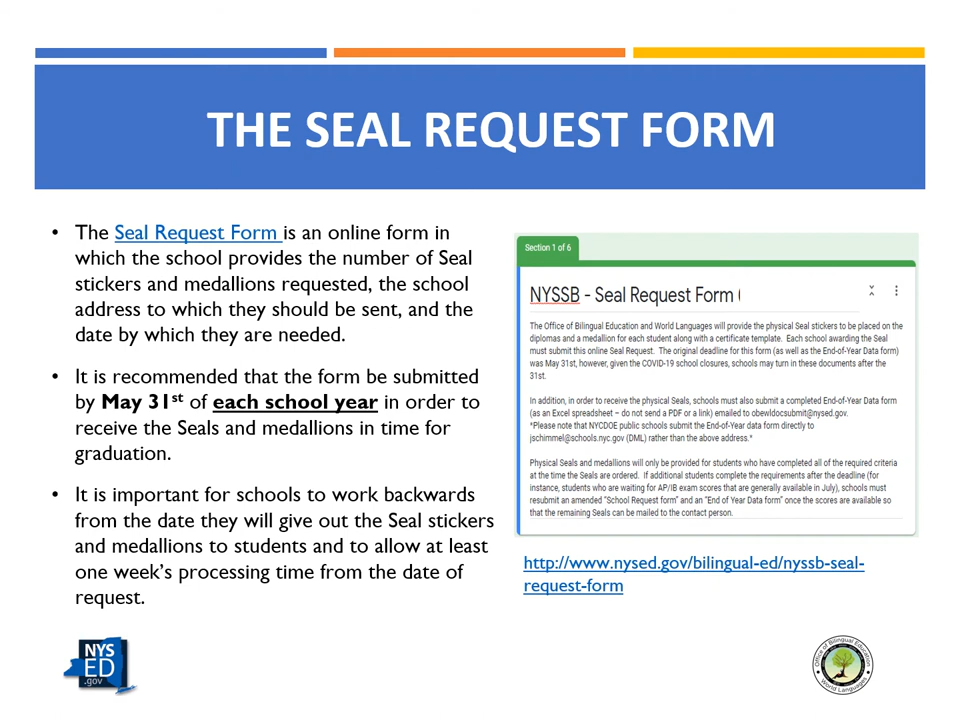 THE SEAL REQUEST FORM
• The Seal Request Form is an online form in
which the school provides the number of Seal
stickers and medallions requested, the school
address to which they should be sent, and the
date by which they are needed.
• It is recommended that the form be submitted
by May 31st of each school year in order to
receive the Seals and medallions in time for
graduation.
• It is important for schools to work backwards
from the date they will give out the Seal stickers
and medallions to students and to allow at least
one week's processing time from the date of
request.
Section 1 of 6
NYSSB - Seal Request Form (
The Office of Bilingual Education and World Languages will provide the physical Seal stickers to be placed on the
diplomas and a medallion for each student along with a certificate template. Each school awarding the Seal
must submit this online Seal Request. The original deadline for this form (as well as the End-of-Year Data form)
was May 31st, however, given the COVID-19 school closures, schools may turn in these documents after the
31st.
In addition, in order to receive the physical Seals, schools must also submit a completed End-of-Year Data form
(as an Excel spreadsheet – do not send a PDF or a link) emailed to obewldocsubmit@nysed.gov.
*Please note that NYCDOE public schools submit the End-of-Year data form directly to
jschimmel@schools.nyc.gov (DML) rather than the above address.*
Physical Seals and medallions will only be provided for students who have completed all of the required criteria
at the time the Seals are ordered. If additional students complete the requirements after the deadline (for
instance, students who are waiting for AP/IB exam scores that are generally available in July), schools must
resubmit an amended "School Request form" and an "End of Year Data form" once the scores are available so
that the remaining Seals can be mailed to the contact person.
http://www.nysed.gov/bilingual-ed/nyssb-seal-
request-form
NYS
ED
.gov
Office of Bilingual Education
World Languages